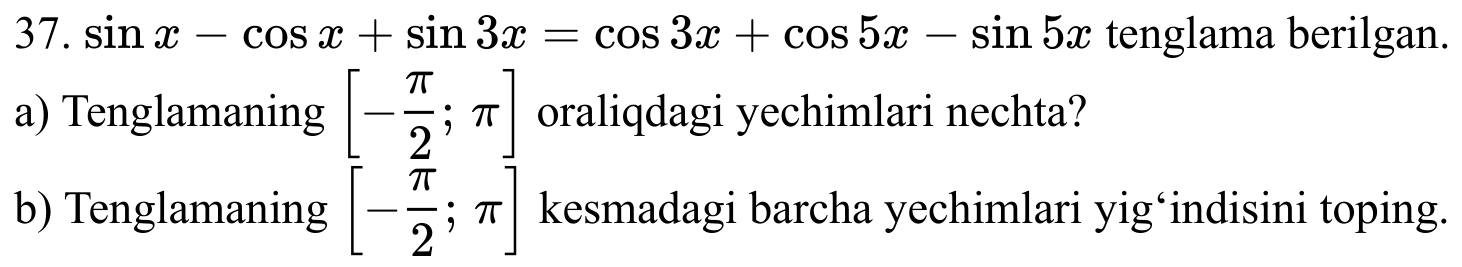 37. sin x − cos x + sin 3x = cos 3x + cos 5x − sin 5x tenglama berilgan.
a) Tenglamaning [−π/2; π] oraliqdagi yechimlari nechta?
b) Tenglamaning [−π/2; π] kesmadagi barcha yechimlari yig‘indisini toping.